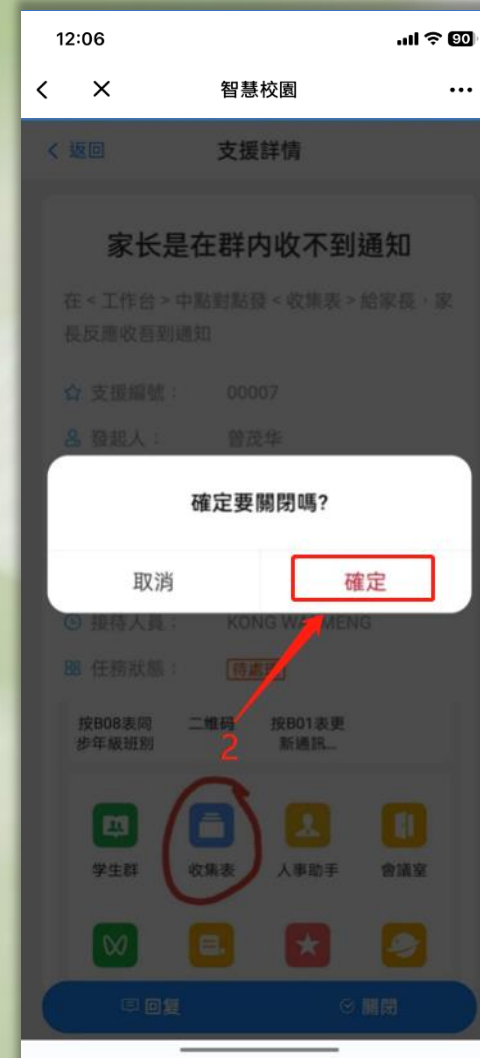 12:06
90
智慧校園
返回
支援詳情
家长是在群内收不到通知
在<工作台>中點對點發<收集表>給家長，家
長反應收吾到通知
支援編號： 00007
發起人： 曾茂华
確定要關閉嗎?
取消
確定
接待人員： KONG WAI MENG
任務狀態： 待處理
2
按B08表同
步年級班別
二維码
按B01表更
新通訊...
学生群
收集表
人事助手
會議室
回复
關閉